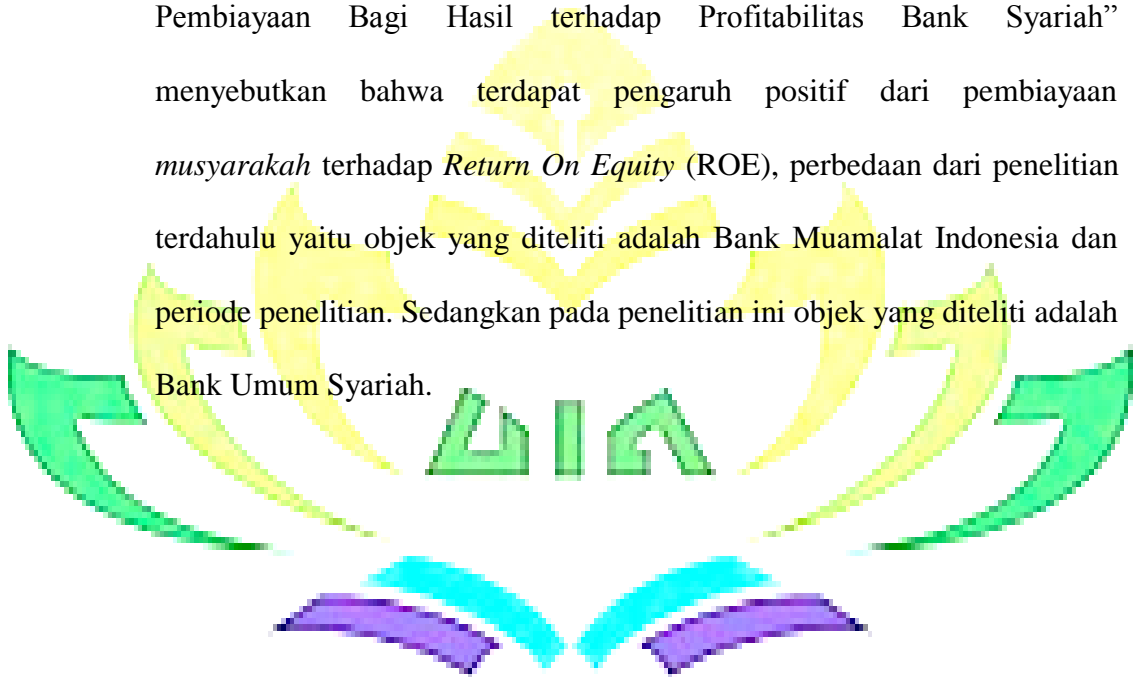 Pembiayaan Bagi Hasil terhadap Profitabilitas Bank Syariah”
menyebutkan bahwa terdapat pengaruh positif dari pembiayaan
musyarakah terhadap Return On Equity (ROE), perbedaan dari penelitian
terdahulu yaitu objek yang diteliti adalah Bank Muamalat Indonesia dan
periode penelitian. Sedangkan pada penelitian ini objek yang diteliti adalah
Bank Umum Syariah.